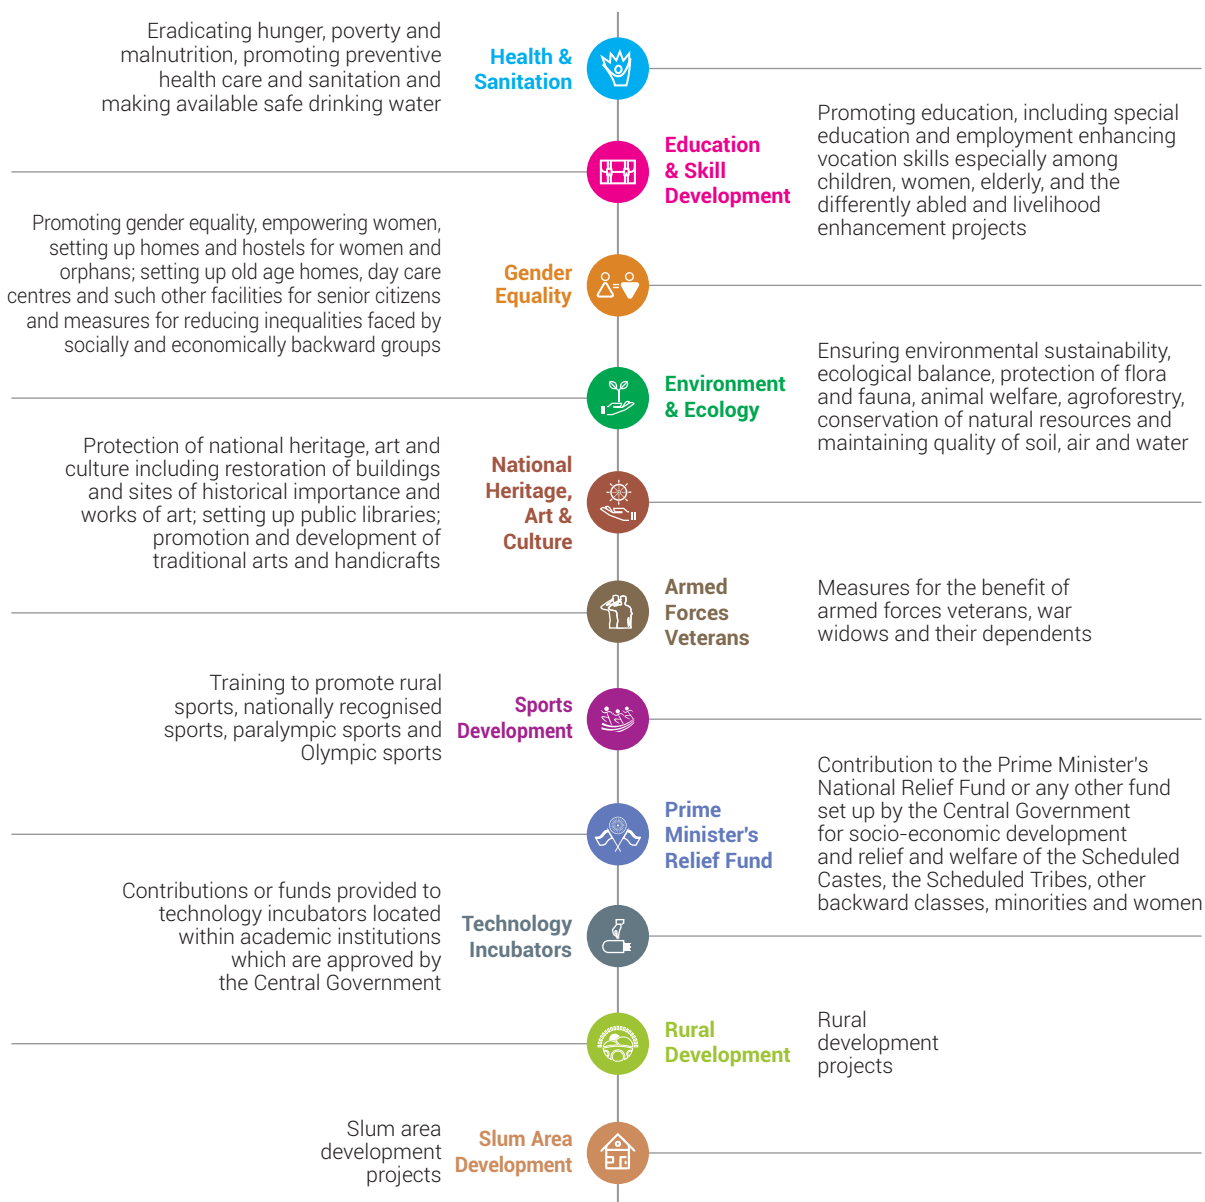 Eradicating hunger, poverty and
malnutrition, promoting preventive
health care and sanitation and
making available safe drinking water
Health &
Sanitation
Education
& Skill
Development
Promoting education, including special
education and employment enhancing
vocation skills especially among
children, women, elderly, and the
differently abled and livelihood
enhancement projects
Promoting gender equality, empowering women,
setting up homes and hostels for women and
orphans; setting up old age homes, day care
centres and such other facilities for senior citizens
and measures for reducing inequalities faced by
socially and economically backward groups
Gender
Equality
Environment
& Ecology
Ensuring environmental sustainability,
ecological balance, protection of flora
and fauna, animal welfare, agroforestry,
conservation of natural resources and
maintaining quality of soil, air and water
Protection of national heritage, art and
culture including restoration of buildings
and sites of historical importance and
works of art; setting up public libraries;
promotion and development of
traditional arts and handicrafts
National
Heritage,
Art &
Culture
Armed
Forces
Veterans
Measures for the benefit of
armed forces veterans, war
widows and their dependents
Training to promote rural
sports, nationally recognised
sports, paralympic sports and
Olympic sports
Sports
Development
Prime
Minister's
Relief Fund
Contribution to the Prime Minister's
National Relief Fund or any other fund
set up by the Central Government
for socio-economic development
and relief and welfare of the Scheduled
Castes, the Scheduled Tribes, other
backward classes, minorities and women
Contributions or funds provided to
technology incubators located
within academic institutions
which are approved by
the Central Government
Technology
Incubators
Rural
Development
Rural
development
projects
Slum area
development
projects
Slum Area
Development